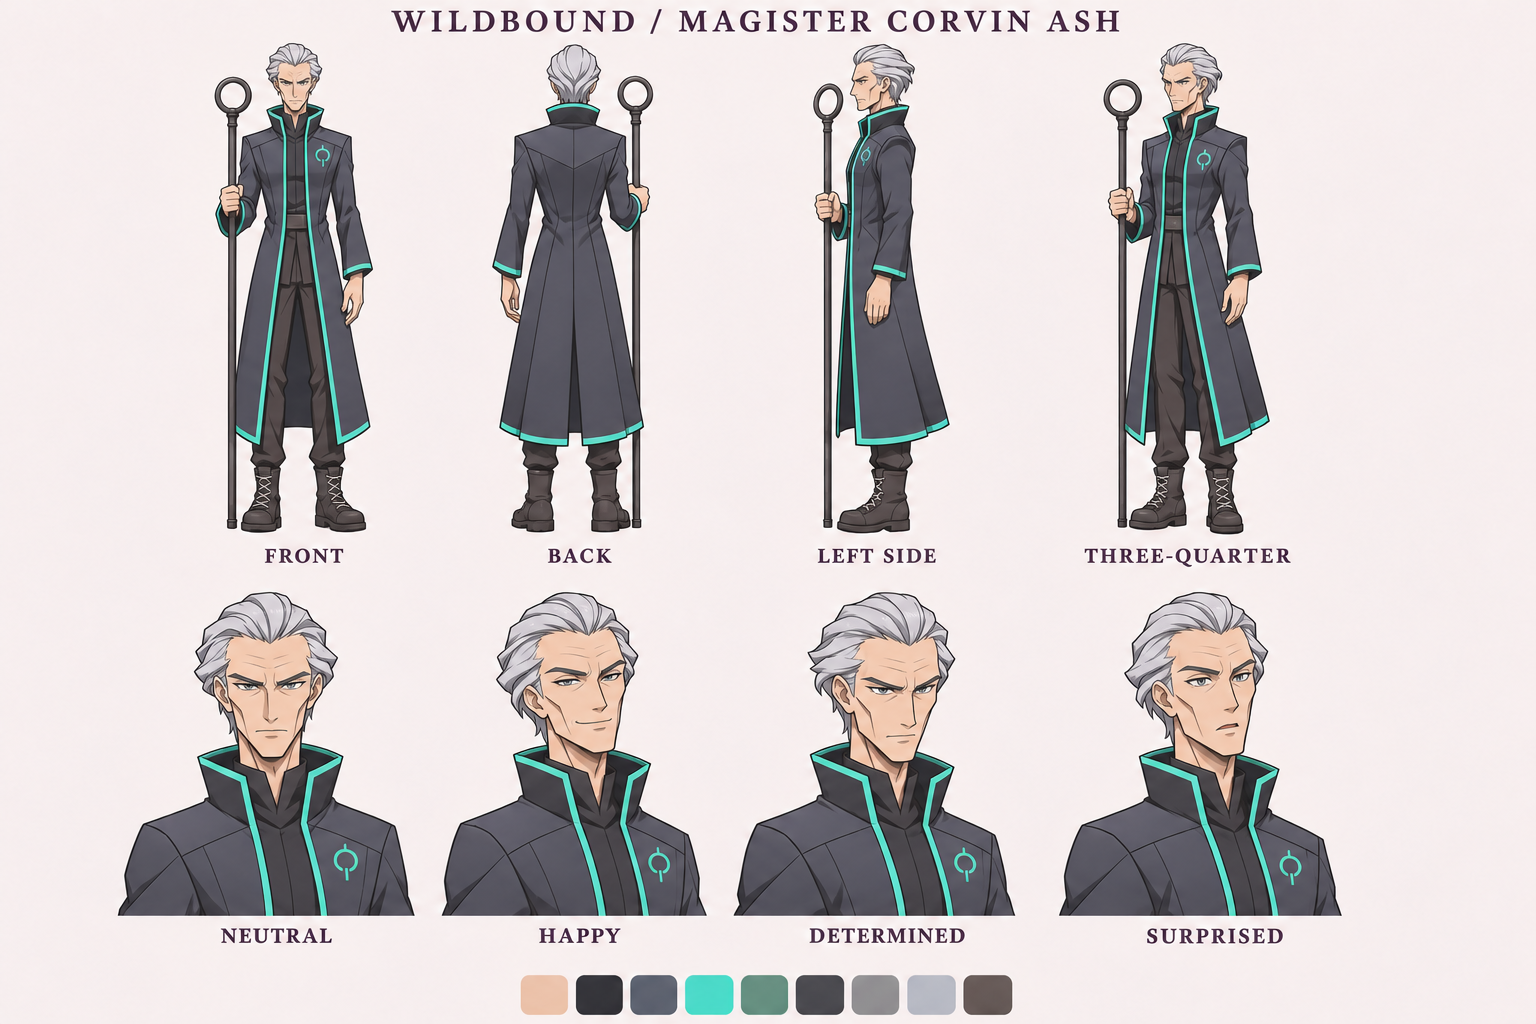 WILDBOUND / MAGISTER CORVIN ASH
FRONT
BACK
LEFT SIDE
THREE-QUARTER
NEUTRAL
HAPPY
DETERMINED
SURPRISED